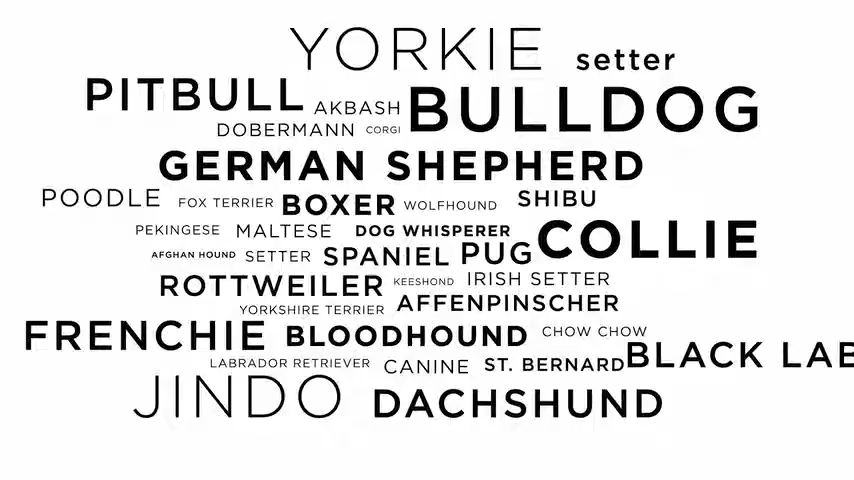 YORKIE setter
PITBULL AKBASH BULLDOG
DOBERMANN CORGI
GERMAN SHEPHERD
POODLE FOX TERRIER BOXER WOLFHOUND SHIBU
PEKINGESE MALTESE DOG WHISPERER COLLIE
AFGHAN HOUND SETTER SPANIEL PUG
ROTTWEILER KEESHOND IRISH SETTER
YORKSHIRE TERRIER AFFENPINSCHER
FRENCHIE BLOODHOUND CHOW CHOW
LABRADOR RETRIEVER CANINE ST. BERNARD BLACK LAB
JINDO DACHSHUND